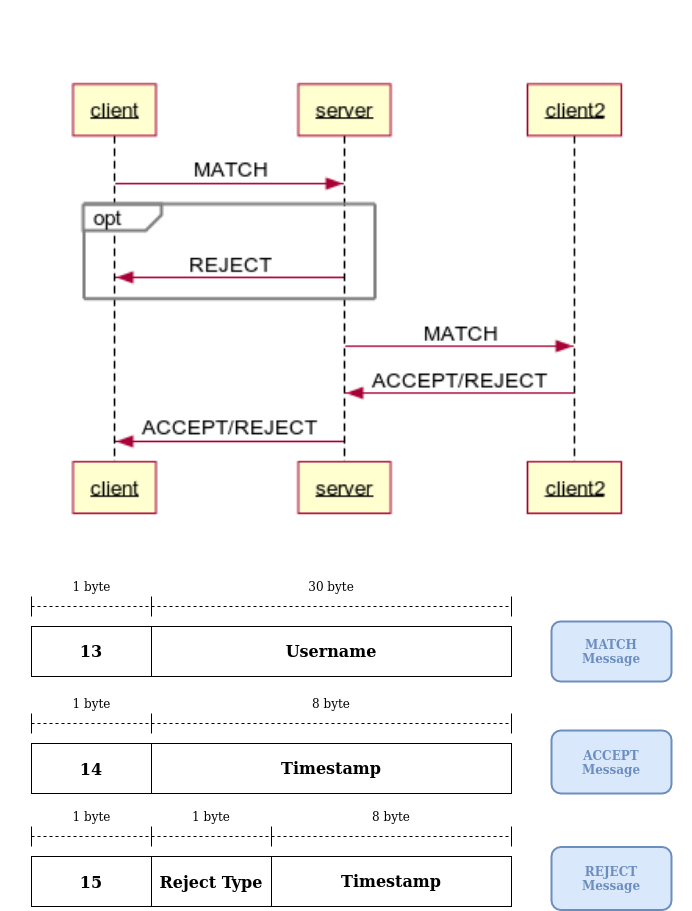 client server client2
MATCH
opt
REJECT
MATCH
ACCEPT/REJECT
ACCEPT/REJECT
client server client2
1 byte 30 byte
13 Username
MATCH
Message
1 byte 8 byte
14 Timestamp
ACCEPT
Message
1 byte 1 byte 8 byte
15 Reject Type Timestamp
REJECT
Message